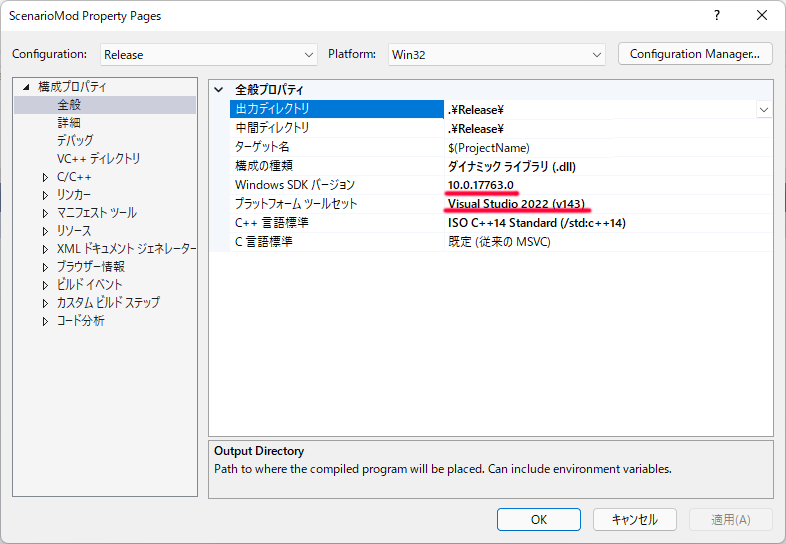 ScenarioMod Property Pages
Configuration: Release Platform: Win32 Configuration Manager...
構成プロパティ
全般
詳細
デバッグ
VC++ ディレクトリ
C/C++
リンカー
マニフェスト ツール
リソース
XML ドキュメント ジェネレーター
ブラウザー情報
ビルド イベント
カスタム ビルド ステップ
コード分析
全般プロパティ
出力ディレクトリ .¥Release¥
中間ディレクトリ .¥Release¥
ターゲット名 $(ProjectName)
構成の種類 ダイナミック ライブラリ (.dll)
Windows SDK バージョン 10.0.17763.0
プラットフォーム ツールセット Visual Studio 2022 (v143)
C++ 言語標準 ISO C++14 Standard (/std:c++14)
C 言語標準 既定 (従来の MSVC)
Output Directory
Path to where the compiled program will be placed. Can include environment variables.
OK キャンセル 適用(A)